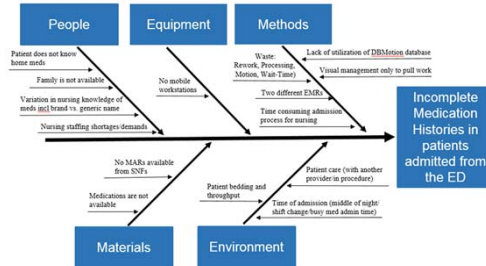 People
Equipment
Methods
Patient does not know
home meds
Family is not available
Variation in nursing knowledge of
meds incl brand vs. generic name
Nursing staffing shortages/demands
No mobile
workstations
Waste:
Rework, Processing,
Motion, Wait-Time)
Two different EMRs
Time consuming admission
process for nursing
Lack of utilization of DBMotion database
Visual management only to pull work
Incomplete
Medication
Histories in
patients
admitted from
the ED
No MARs available
from SNFs
Medications are not
available
Patient bedding and
throughput
Patient care (with another
provider/in procedure)
Time of admission (middle of night/
shift change/busy med admin time)
Materials
Environment